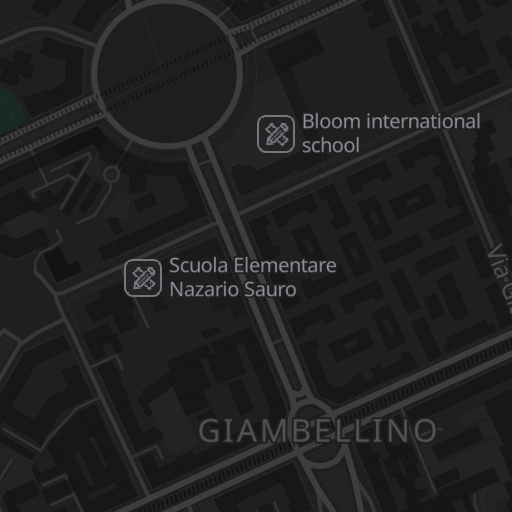 Bloom international
school
Scuola Elementare
Nazario Sauro
GIAMBELLINO